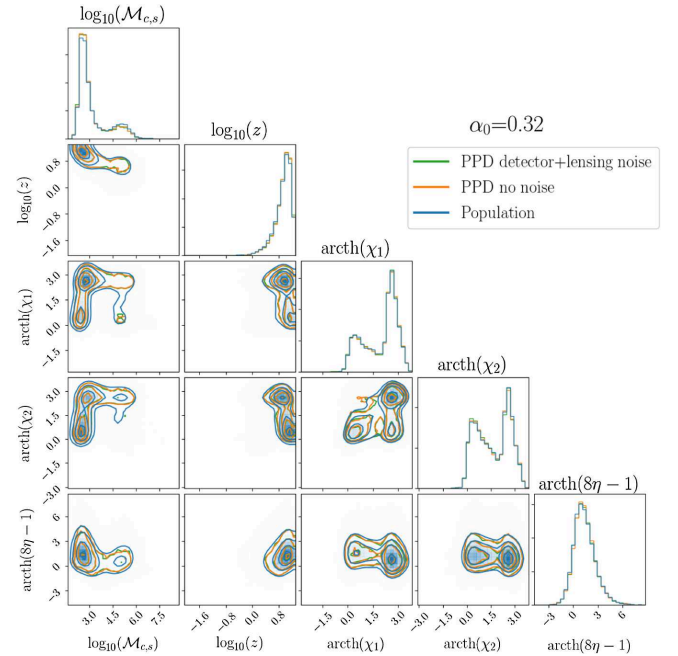 log₁₀(ℳ_c,s)
log₁₀(z)
α₀=0.32
PPD detector+lensing noise
PPD no noise
Population
log₁₀(z)
0.8
0.0
−0.8
−1.6
arcth(χ₁)
arcth(χ₁)
3.0
1.5
0.0
−1.5
arcth(χ₂)
arcth(χ₂)
3.0
1.5
0.0
−1.5
−3.0
arcth(8η − 1)
arcth(8η − 1)
6
3
0
−3
3.0 4.5 6.0 7.5
−1.6 −0.8 0.0 0.8
−1.5 0.0 1.5 3.0
−1.5 0.0 1.5 3.0
−3 0 3 6
log₁₀(ℳ_c,s) log₁₀(z) arcth(χ₁) arcth(χ₂) arcth(8η − 1)